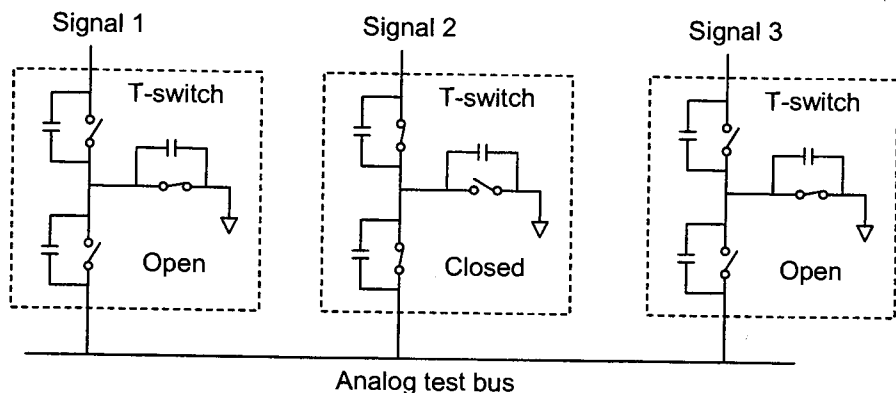 Signal 1
Signal 2
Signal 3
T-switch
T-switch
T-switch
Open
Closed
Open
Analog test bus